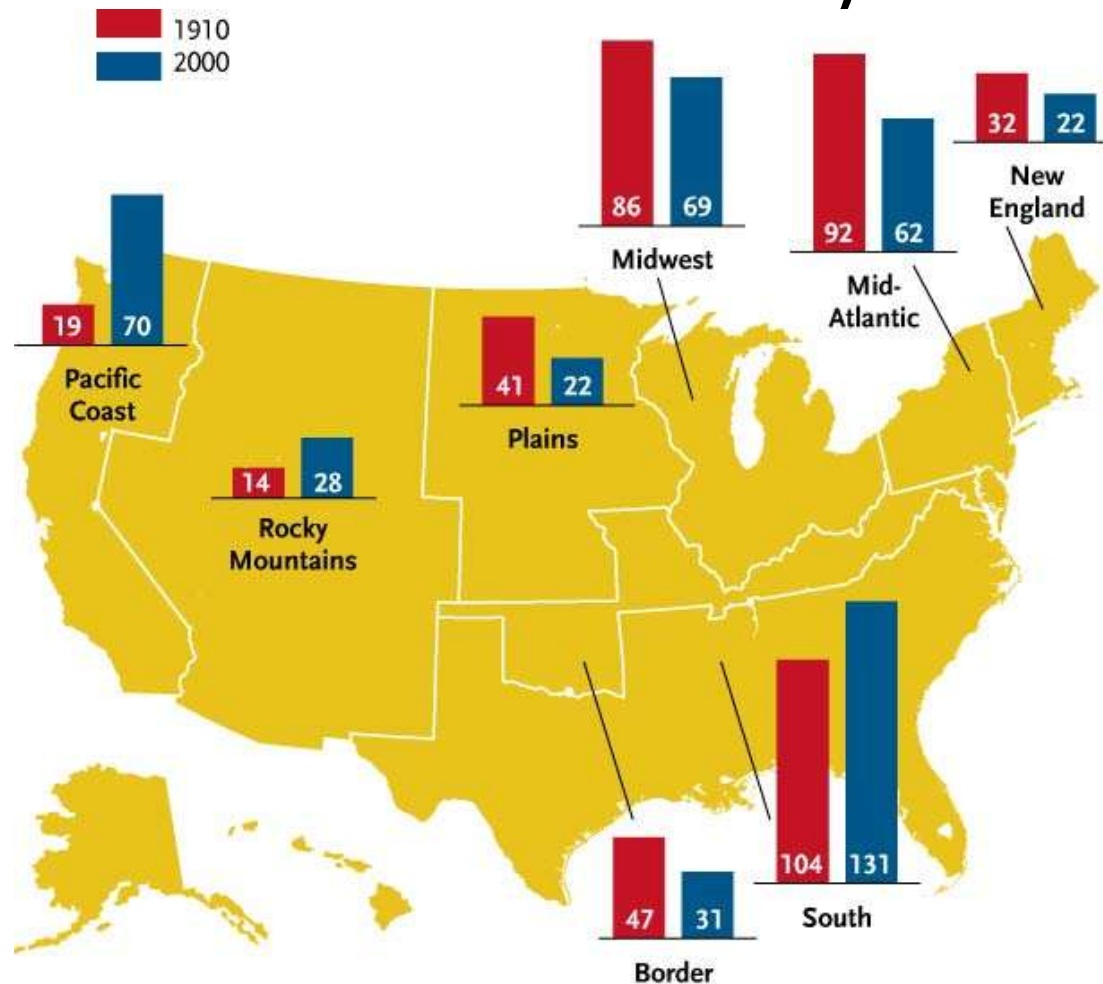 1910
2000
86 69
Midwest
92 62
Mid-
Atlantic
32 22
New
England
19 70
Pacific
Coast
41 22
Plains
14 28
Rocky
Mountains
104 131
South
47 31
Border